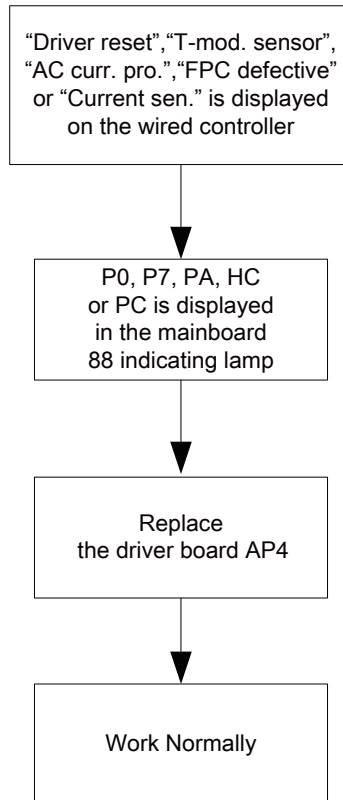 “Driver reset”,“T-mod. sensor”,
“AC curr. pro.”,“FPC defective”
or “Current sen.” is displayed
on the wired controller
P0, P7, PA, HC
or PC is displayed
in the mainboard
88 indicating lamp
Replace
the driver board AP4
Work Normally